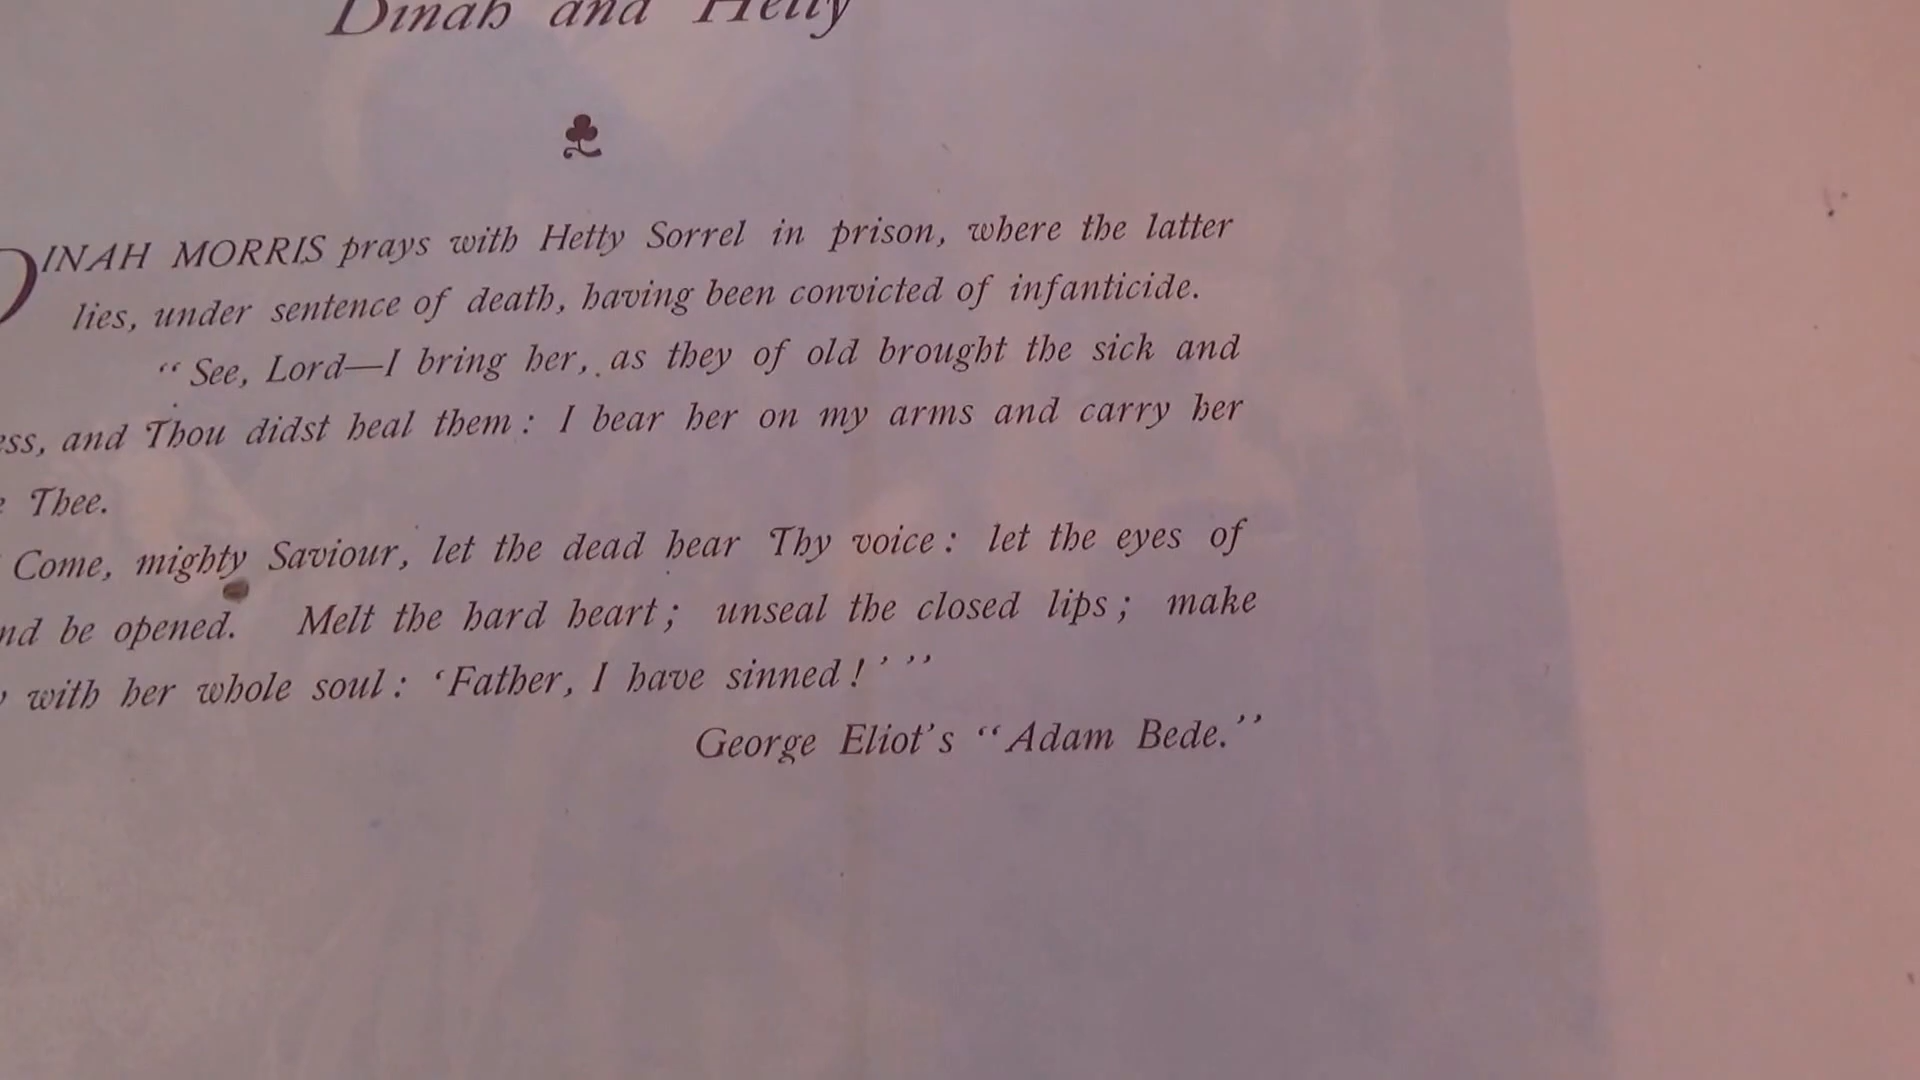 Dinah and Hetty
DINAH MORRIS prays with Hetty Sorrel in prison, where the latter
lies, under sentence of death, having been convicted of infanticide.
“ See, Lord—I bring her, as they of old brought the sick and
ess, and Thou didst heal them : I bear her on my arms and carry her
e Thee.
Come, mighty Saviour, let the dead hear Thy voice : let the eyes of
nd be opened. Melt the hard heart ; unseal the closed lips ; make
with her whole soul : ‘Father, I have sinned ! ’ ’’
George Eliot’s “Adam Bede.”